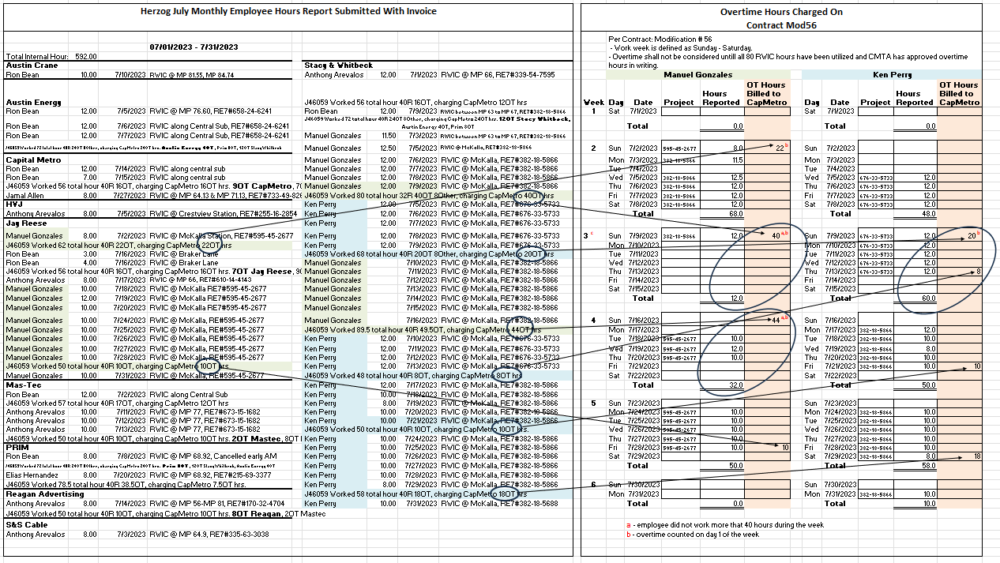 Herzog July Monthly Employee Hours Report Submitted With Invoice
07/01/2023 - 7/31/2023
Total Internal Hour: 592.00
Austin Crane
Ron Bean 10.00 7/10/2023 RWIC @ MP 81.55, MP 84.74
Austin Energy
Ron Bean 12.00 7/5/2023 RWIC @ MP 76.60, RE7#658-24-6241
Ron Bean 12.00 7/6/2023 RWIC along Central Sub, RE7#658-24-6241
Ron Bean 12.00 7/7/2023 RWIC along Central Sub, RE7#658-24-6241
J46059 Worked 72 total hour 40R 24OT 8Other, charging CapMetro 24OT hrs. Austin Energy 4OT, Prim 8OT, 12OT Stacy Whitbeck
Capital Metro
Ron Bean 12.00 7/14/2023 RWIC along central sub
Ron Bean 7.00 7/15/2023 RWIC along central sub
J46056 Worked 56 total hour 40R 16OT, charging CapMetro 16OT hrs. 9OT CapMetro, 7O
Jamal Allen 8.00 7/27/2023 RWIC @ MP 64.13 & MP 71.13, RE7#733-49-826
HVJ
Anthony Arevalos 8.00 7/5/2023 RWIC @ Crestview Station, RE7#255-16-2854
Jay Reese
Manuel Gonzales 8.00 7/2/2023 RWIC @ McKalla Station, RE7#595-45-2677
J46059 Worked 62 total hour 40R 22OT, charging CapMetro 22OT hrs
Ron Bean 3.00 7/16/2023 RWIC @ Braker Lane
Ron Bean 4.00 7/16/2023 RWIC @ Braker Lane
J46056 Worked 56 total hour 40R 16OT, charging CapMetro 16OT hrs. 7OT Jay Reese, 9O
Anthony Arevalos 8.00 7/17/2023 RWIC @ MP 66, RE7#610-14-4143
Manuel Gonzales 10.00 7/18/2023 RWIC @ McKalla RE7#595-45-2677
Manuel Gonzales 12.00 7/19/2023 RWIC @ McKalla RE7#595-45-2677
Manuel Gonzales 10.00 7/20/2023 RWIC @ McKalla RE7#595-45-2677
Manuel Gonzales 10.00 7/24/2023 RWIC @ McKalla, RE#595-45-2677
Manuel Gonzales 10.00 7/25/2023 RWIC @ McKalla, RE#595-45-2677
Manuel Gonzales 10.00 7/26/2023 RWIC @ McKalla, RE#595-45-2677
Manuel Gonzales 10.00 7/27/2023 RWIC @ McKalla, RE#595-45-2677
Manuel Gonzales 10.00 7/28/2023 RWIC @ McKalla, RE#595-45-2677
J46059 Worked 50 total hour 40R 10OT, charging CapMetro 10OT hrs
Manuel Gonzales 10.00 7/31/2023 RWIC @ McKalla, RE#595-45-2677
Mas-Tec
Ron Bean 12.00 7/2/2023 RWIC along Central Sub
J46059 Worked 57 total hour 40R 17OT, charging CapMetro 12OT hrs
Anthony Arevalos 10.00 7/11/2023 RWIC @ MP 77, RE7#673-15-1682
Anthony Arevalos 10.00 7/12/2023 RWIC @ MP 77, RE7#673-15-1682
Anthony Arevalos 10.00 7/13/2023 RWIC @ MP 77, RE7#673-15-1682
J46059 Worked 50 total hour 40R 10OT, charging CapMetro 10OT hrs. 2OT Mastec, 8OT
PRIM
Ron Bean 8.00 7/8/2023 RWIC @ MP 68.92, Cancelled early AM
J46059 Worked 72 total hour 40R 24OT 8Other, charging CapMetro 24OT hrs. Prim 8OT, 12OT Stacy Whitbeck, Austin Energy 4OT
Elias Hernandez 8.00 7/20/2023 RWIC @ MP 68.92, RE7#215-69-3377
J46059 Worked 78.5 total hour 40R 38.5OT, charging CapMetro 7.5OT hrs.
Reagan Advertising
Anthony Arevalos 8.00 7/14/2023 RWIC @ MP 56-MP 81, RE7#170-32-4704
J46059 Worked 50 total hour 40R 10OT, charging CapMetro 10OT hrs. 8OT Reagan, 2OT Mastec
S&S Cable
Anthony Arevalos 8.00 7/3/2023 RWIC @ MP 64.9, RE7#335-63-3038
Stacy & Whitbeck
Anthony Arevalos 12.00 7/1/2023 RWIC @ MP 66, RE7#339-54-7595
J46059 Worked 56 total hour 40R 16OT, charging CapMetro 12OT hrs
Ron Bean 12.00 7/9/2023 RWIC between MP 63 to MP 67, RE7#382-18-5866
J46059 Worked 72 total hour 40R 24OT 8Other, charging CapMetro 24OT hrs. 12OT Stacy Whitbeck,
Austin Energy 4OT, Prim 8OT
Manuel Gonzales 11.50 7/3/2023 RWIC between MP 63 to MP 67, RE7#382-18-5866
Manuel Gonzales 12.50 7/5/2023 RWIC @ McKalla, RE7#382-18-5866
Manuel Gonzales 12.00 7/6/2023 RWIC @ McKalla, RE7#382-18-5866
Manuel Gonzales 12.00 7/7/2023 RWIC @ McKalla, RE7#382-18-5866
Manuel Gonzales 12.00 7/8/2023 RWIC @ McKalla, RE7#382-18-5866
Manuel Gonzales 12.00 7/9/2023 RWIC @ McKalla, RE7#382-18-5866
J46059 Worked 80 total hour 32R 40OT 8Other, charging CapMetro 40OT hrs
Ken Perry 12.00 7/5/2023 RWIC @ McKalla, RE7#676-33-5733
Ken Perry 12.00 7/6/2023 RWIC @ McKalla, RE7#676-33-5733
Ken Perry 12.00 7/7/2023 RWIC @ McKalla, RE7#676-33-5733
Ken Perry 12.00 7/8/2023 RWIC @ McKalla, RE7#676-33-5733
Ken Perry 12.00 7/9/2023 RWIC @ McKalla, RE7#676-33-5733
J46059 Worked 68 total hour 40R 20OT 8Other, charging CapMetro 20OT hrs
Manuel Gonzales 7/10/2023 RWIC @ McKalla, RE7#382-18-5866
Manuel Gonzales 7/11/2023 RWIC @ McKalla, RE7#382-18-5866
Manuel Gonzales 7/12/2023 RWIC @ McKalla, RE7#382-18-5866
Manuel Gonzales 7/13/2023 RWIC @ McKalla, RE7#382-18-5866
Manuel Gonzales 7/14/2023 RWIC @ McKalla, RE7#382-18-5866
Manuel Gonzales 7/15/2023 RWIC @ McKalla, RE7#382-18-5866
Manuel Gonzales 7/16/2023 RWIC @ McKalla, RE7#382-18-5866
J46059 Worked 89.5 total hour 40R 49.5OT, charging CapMetro 44OT hrs
Ken Perry 12.00 7/10/2023 RWIC @ McKalla, RE7#676-33-5733
Ken Perry 12.00 7/11/2023 RWIC @ McKalla, RE7#676-33-5733
Ken Perry 12.00 7/12/2023 RWIC @ McKalla, RE7#676-33-5733
Ken Perry 12.00 7/13/2023 RWIC @ McKalla, RE7#676-33-5733
J46059 Worked 48 total hour 40R 8OT, charging CapMetro 8OT hrs
Ken Perry 12.00 7/17/2023 RWIC @ McKalla, RE7#382-18-5866
Ken Perry 10.00 7/18/2023 RWIC @ McKalla, RE7#382-18-5866
Ken Perry 8.00 7/19/2023 RWIC @ McKalla, RE7#382-18-5866
Ken Perry 10.00 7/20/2023 RWIC @ McKalla, RE7#382-18-5866
Ken Perry 10.00 7/21/2023 RWIC @ McKalla, RE7#382-18-5866
J46059 Worked 50 total hour 40R 10OT, charging CapMetro 10OT hrs.
Ken Perry 10.00 7/24/2023 RWIC @ McKalla, RE7#382-18-5866
Ken Perry 10.00 7/25/2023 RWIC @ McKalla, RE7#382-18-5866
Ken Perry 10.00 7/26/2023 RWIC @ McKalla, RE7#382-18-5866
Ken Perry 10.00 7/27/2023 RWIC @ McKalla, RE7#382-18-5866
Ken Perry 10.00 7/28/2023 RWIC @ McKalla, RE7#382-18-5866
Ken Perry 8.00 7/29/2023 RWIC @ McKalla, RE7#382-18-5866
J46059 Worked 58 total hour 40R 18OT, charging CapMetro 18OT hrs
Ken Perry 10.00 7/31/2023 RWIC @ McKalla, RE7#382-18-5688
Overtime Hours Charged On
Contract Mod56
Per Contract: Modification # 56
- Work week is defined as Sunday - Saturday.
- Overtime shall not be considered untill all 80 RWIC hours have been utilized and CMTA has approved overtime
hours in writing.
Manuel Gonzales Ken Perry
Week Day Date Project Hours Reported OT Hours Billed to CapMetro Day Date Project Hours Reported OT Hours Billed to CapMetro
1 Sat 7/1/2023 Sat 7/1/2023
Total 0.0 Total 0.0
2 Sun 7/2/2023 595-45-2677 8.0 22 b Sun 7/2/2023
Mon 7/3/2023 382-18-5866 11.5 Mon 7/3/2023
Tue 7/4/2023 Tue 7/4/2023
Wed 7/5/2023 382-18-5866 12.5 Wed 7/5/2023 676-33-5733 12.0
Thu 7/6/2023 382-18-5866 12.0 Thu 7/6/2023 676-33-5733 12.0
Fri 7/7/2023 382-18-5866 12.0 Fri 7/7/2023 676-33-5733 12.0
Sat 7/8/2023 382-18-5866 12.0 Sat 7/8/2023 676-33-5733 12.0
Total 68.0 Total 48.0
3 c Sun 7/9/2023 382-18-5866 12.0 40 a,b Sun 7/9/2023 676-33-5733 12.0 20 b
Mon 7/10/2023 Mon 7/10/2023 676-33-5733 12.0
Tue 7/11/2023 Tue 7/11/2023 676-33-5733 12.0
Wed 7/12/2023 Wed 7/12/2023 676-33-5733 12.0
Thu 7/13/2023 Thu 7/13/2023 676-33-5733 12.0 8
Fri 7/14/2023 Fri 7/14/2023
Sat 7/15/2023 Sat 7/15/2023
Total 12.0 Total 60.0
4 Sun 7/16/2023 44 a,b Sun 7/16/2023
Mon 7/17/2023 Mon 7/17/2023 382-18-5866 12.0
Tue 7/18/2023 595-45-2677 10.0 Tue 7/18/2023 382-18-5866 10.0
Wed 7/19/2023 595-45-2677 12.0 Wed 7/19/2023 382-18-5866 8.0
Thu 7/20/2023 595-45-2677 10.0 Thu 7/20/2023 382-18-5866 10.0
Fri 7/21/2023 Fri 7/21/2023 382-18-5866 10.0 10
Sat 7/22/2023 Sat 7/22/2023
Total 32.0 Total 50.0
5 Sun 7/23/2023 Sun 7/23/2023
Mon 7/24/2023 595-45-2677 10.0 Mon 7/24/2023 382-18-5866 10.0
Tue 7/25/2023 595-45-2677 10.0 Tue 7/25/2023 382-18-5866 10.0
Wed 7/26/2023 595-45-2677 10.0 Wed 7/26/2023 382-18-5866 10.0
Thu 7/27/2023 595-45-2677 10.0 Thu 7/27/2023 382-18-5866 10.0
Fri 7/28/2023 595-45-2677 10.0 10 Fri 7/28/2023 382-18-5866 10.0
Sat 7/29/2023 Sat 7/29/2023 382-18-5866 8.0 18
Total 50.0 Total 58.0
6 Sun 7/30/2023 Sun 7/30/2023
Mon 7/31/2023 Mon 7/31/2023 382-18-5866 10.0
Total 0.0 Total 10.0
a - employee did not work more that 40 hours during the week
b - overtime counted on day 1 of the week